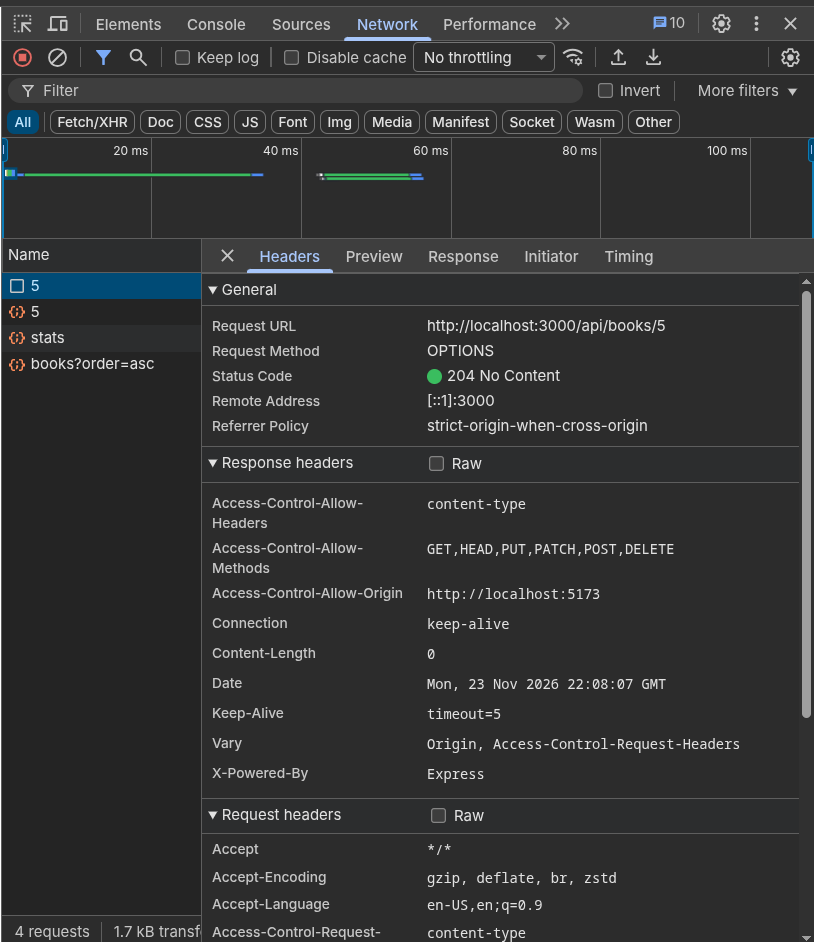 Elements Console Sources Network Performance 10
Keep log Disable cache No throttling
Filter Invert More filters
All Fetch/XHR Doc CSS JS Font Img Media Manifest Socket Wasm Other
20 ms 40 ms 60 ms 80 ms 100 ms
Name
5
5
stats
books?order=asc
Headers Preview Response Initiator Timing
General
Request URL http://localhost:3000/api/books/5
Request Method OPTIONS
Status Code 204 No Content
Remote Address [::1]:3000
Referrer Policy strict-origin-when-cross-origin
Response headers Raw
Access-Control-Allow- content-type
Headers
Access-Control-Allow- GET,HEAD,PUT,PATCH,POST,DELETE
Methods
Access-Control-Allow-Origin http://localhost:5173
Connection keep-alive
Content-Length 0
Date Mon, 23 Nov 2026 22:08:07 GMT
Keep-Alive timeout=5
Vary Origin, Access-Control-Request-Headers
X-Powered-By Express
Request headers Raw
Accept */*
Accept-Encoding gzip, deflate, br, zstd
Accept-Language en-US,en;q=0.9
Access-Control-Request- content-type
4 requests 1.7 kB transf